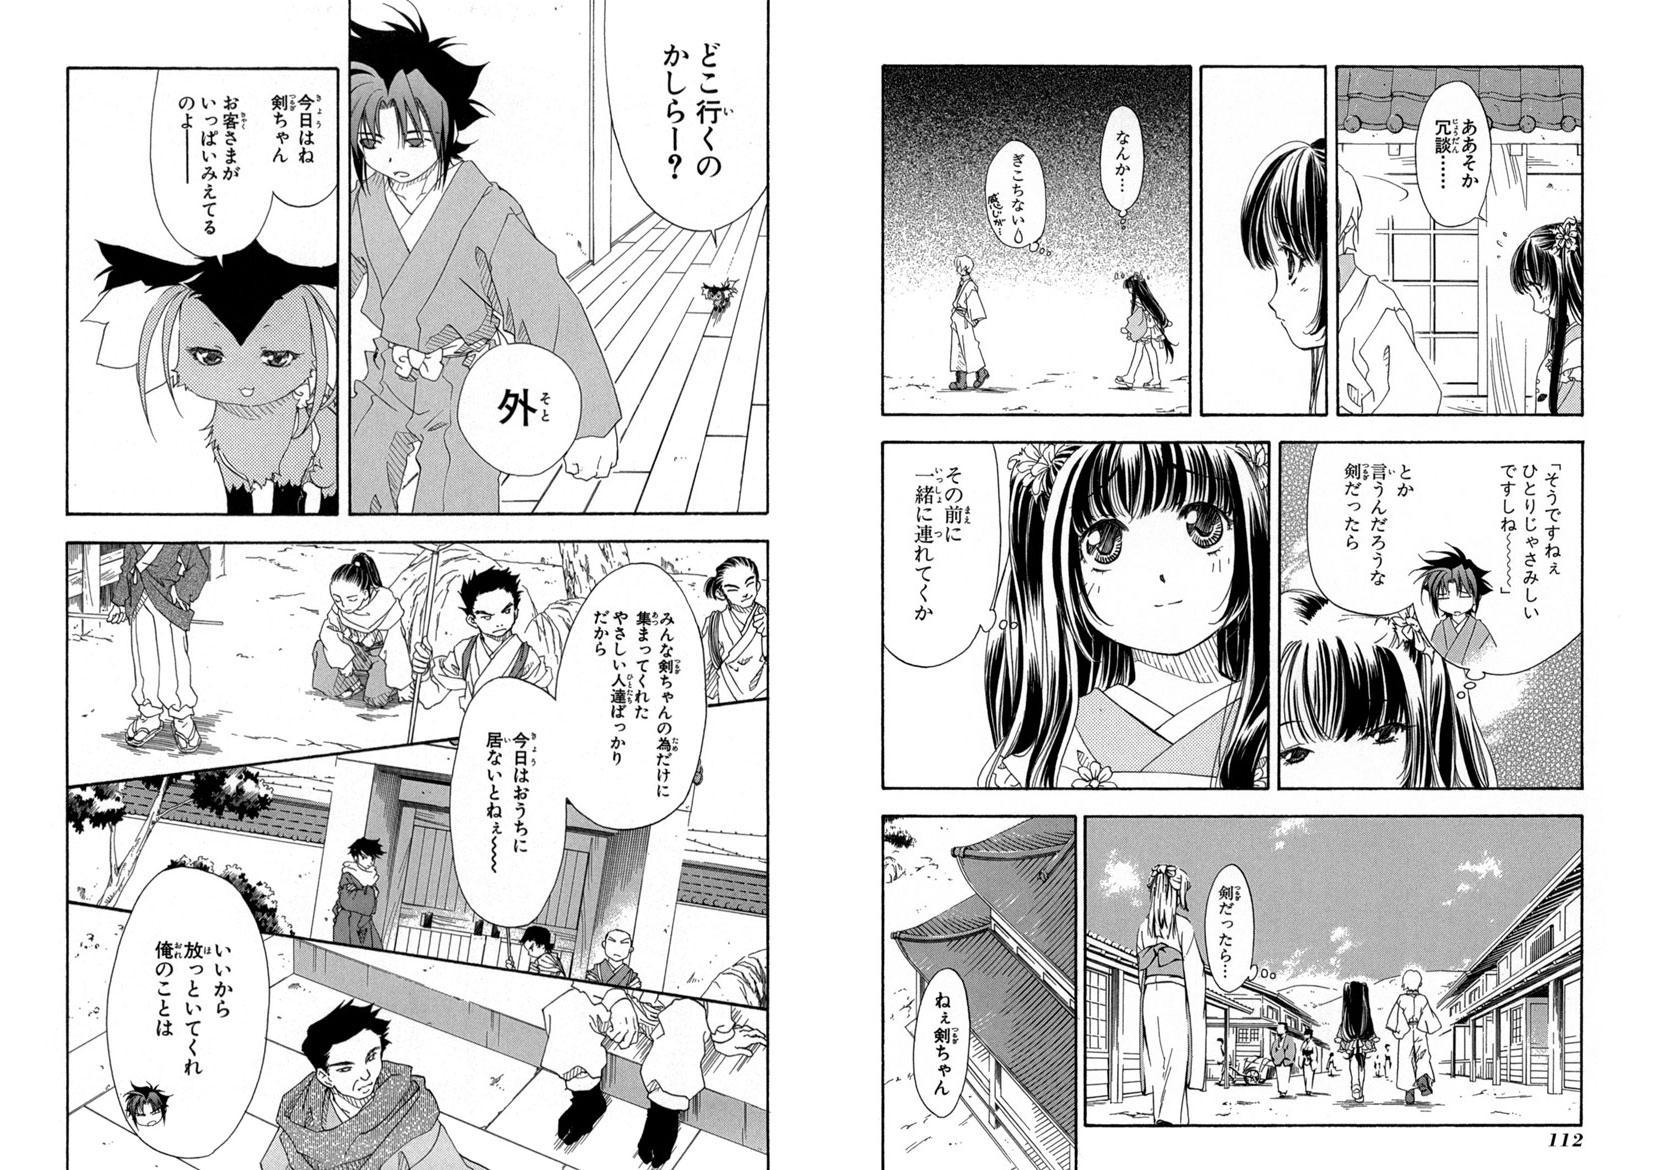 ああそか
冗談……
なんか…
ぎこちない
感じが…
「そうですねぇ
ひとりじゃさみしい
ですしね〜〜〜〜」
とか
言うんだろうな
剣だったら
その前に
一緒に連れてくか
剣だったら…
ねぇ剣ちゃん
112
どこ行くの
かしらー？
外
今日はね
剣ちゃん
お客さまが
いっぱいみえてる
のよ――
みんな剣ちゃんの為だけに
集まってくれた
やさしい人達ばっかり
だから
今日はおうちに
居ないとねぇ〜〜〜
いいから
放っといてくれ
俺のことは